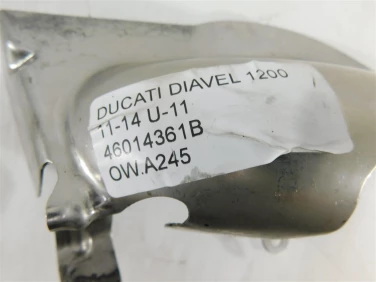 DUCATI DIAVEL 1200
11-14 U-11
46014361B
OW.A245